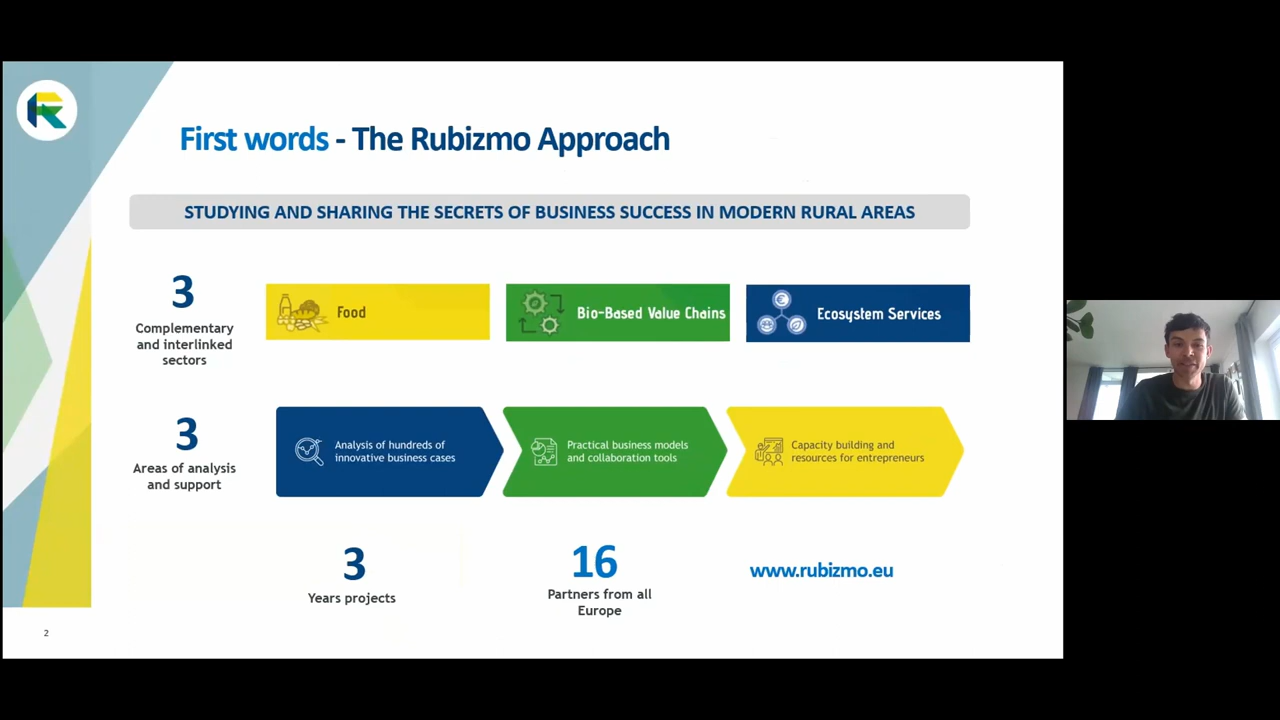 First words - The Rubizmo Approach
STUDYING AND SHARING THE SECRETS OF BUSINESS SUCCESS IN MODERN RURAL AREAS
3
Complementary
and interlinked
sectors
Food
Bio-Based Value Chains
Ecosystem Services
3
Areas of analysis
and support
Analysis of hundreds of
innovative business cases
Practical business models
and collaboration tools
Capacity building and
resources for entrepreneurs
3
Years projects
16
Partners from all
Europe
www.rubizmo.eu
2